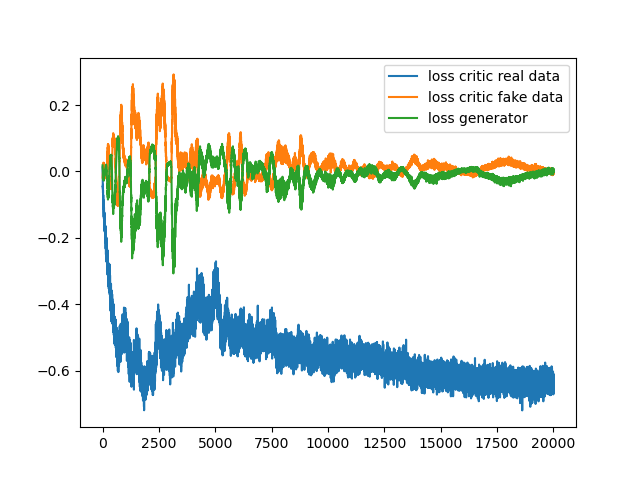 loss critic real data
loss critic fake data
loss generator
0.2
0.0
−0.2
−0.4
−0.6
0 2500 5000 7500 10000 12500 15000 17500 20000